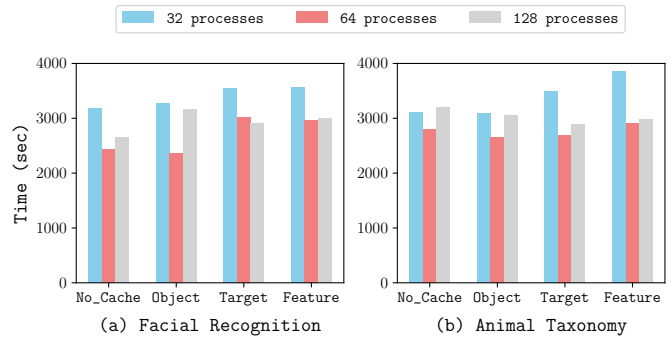 32 processes 64 processes 128 processes
Time (sec)
4000
3000
2000
1000
0
No_Cache Object Target Feature
(a) Facial Recognition
4000
3000
2000
1000
0
No_Cache Object Target Feature
(b) Animal Taxonomy